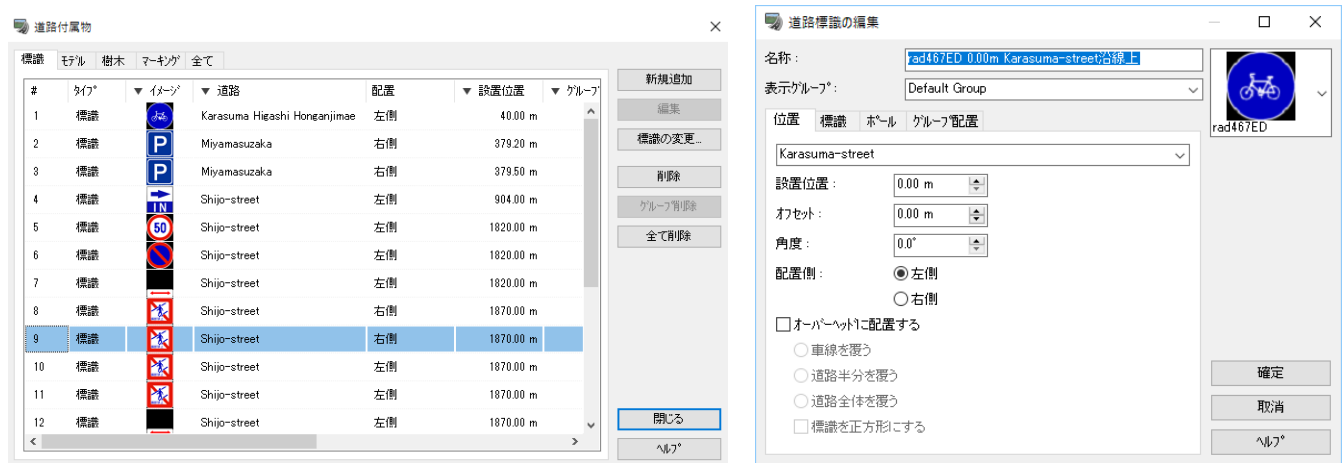 道路付属物
標識 モデル 樹木 マーキング 全て
# タイプ ▼ イメージ ▼ 道路 配置 ▼ 設置位置 ▼ グループ
1 標識 Karasuma Higashi Honganjimae 左側 40.00 m
2 標識 P Miyamasuzaka 右側 379.20 m
3 標識 P Miyamasuzaka 右側 379.50 m
4 標識 IN Shijo-street 左側 904.00 m
5 標識 50 Shijo-street 左側 1820.00 m
6 標識 Shijo-street 左側 1820.00 m
7 標識 Shijo-street 左側 1820.00 m
8 標識 Shijo-street 右側 1870.00 m
9 標識 Shijo-street 右側 1870.00 m
10 標識 Shijo-street 左側 1870.00 m
11 標識 Shijo-street 左側 1870.00 m
12 標識 Shijo-street 左側 1870.00 m
新規追加
編集
標識の変更...
削除
グループ削除
全て削除
閉じる
ヘルプ
道路標識の編集
名称: rad467ED 0.00m Karasuma-street沿線上
表示グループ: Default Group
rad467ED
位置 標識 ポール グループ配置
Karasuma-street
設置位置: 0.00 m
オフセット: 0.00 m
角度: 0.0°
配置側: 左側
右側
オーバーヘッドに配置する
車線を覆う
道路半分を覆う
道路全体を覆う
標識を正方形にする
確定
取消
ヘルプ